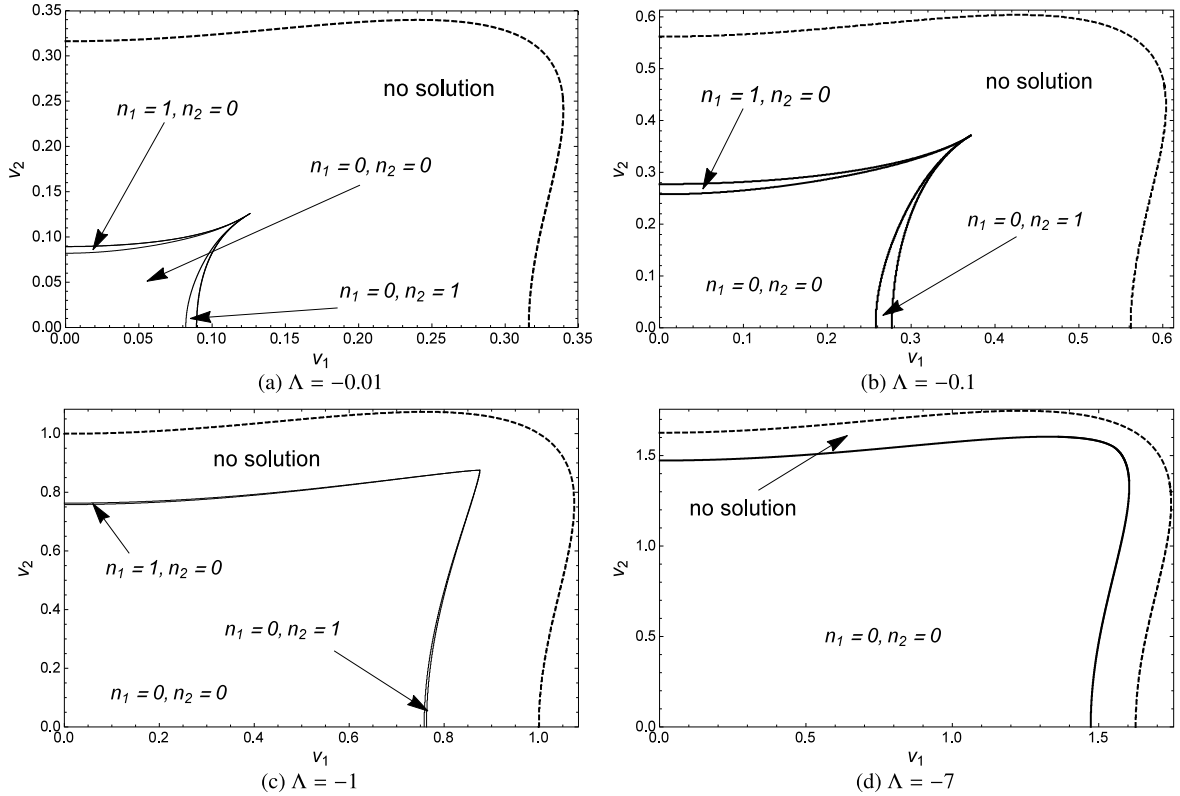 0.35
0.30
0.25
0.20
0.15
0.10
0.05
0.00
v2
no solution
n1 = 1, n2 = 0
n1 = 0, n2 = 0
n1 = 0, n2 = 1
0.00 0.05 0.10 0.15 0.20 0.25 0.30 0.35
v1
(a) Λ = −0.01
0.6
0.5
0.4
0.3
0.2
0.1
0.0
v2
no solution
n1 = 1, n2 = 0
n1 = 0, n2 = 1
n1 = 0, n2 = 0
0.0 0.1 0.2 0.3 0.4 0.5 0.6
v1
(b) Λ = −0.1
1.0
0.8
0.6
0.4
0.2
0.0
v2
no solution
n1 = 1, n2 = 0
n1 = 0, n2 = 1
n1 = 0, n2 = 0
0.0 0.2 0.4 0.6 0.8 1.0
v1
(c) Λ = −1
1.5
1.0
0.5
0.0
v2
no solution
n1 = 0, n2 = 0
0.0 0.5 1.0 1.5
v1
(d) Λ = −7